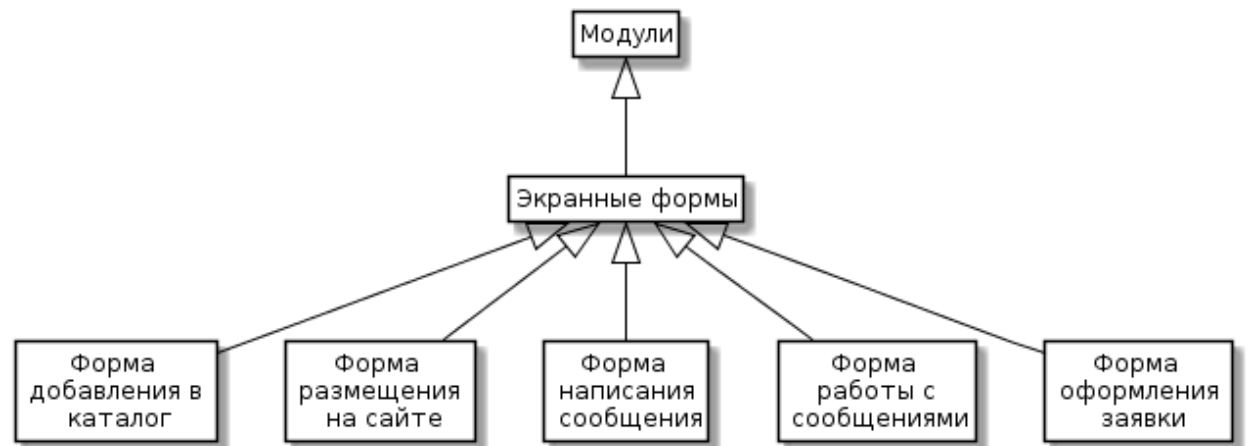 Модули
Экранные формы
Форма
добавления в
каталог
Форма
размещения
на сайте
Форма
написания
сообщения
Форма
работы с
сообщениями
Форма
оформления
заявки